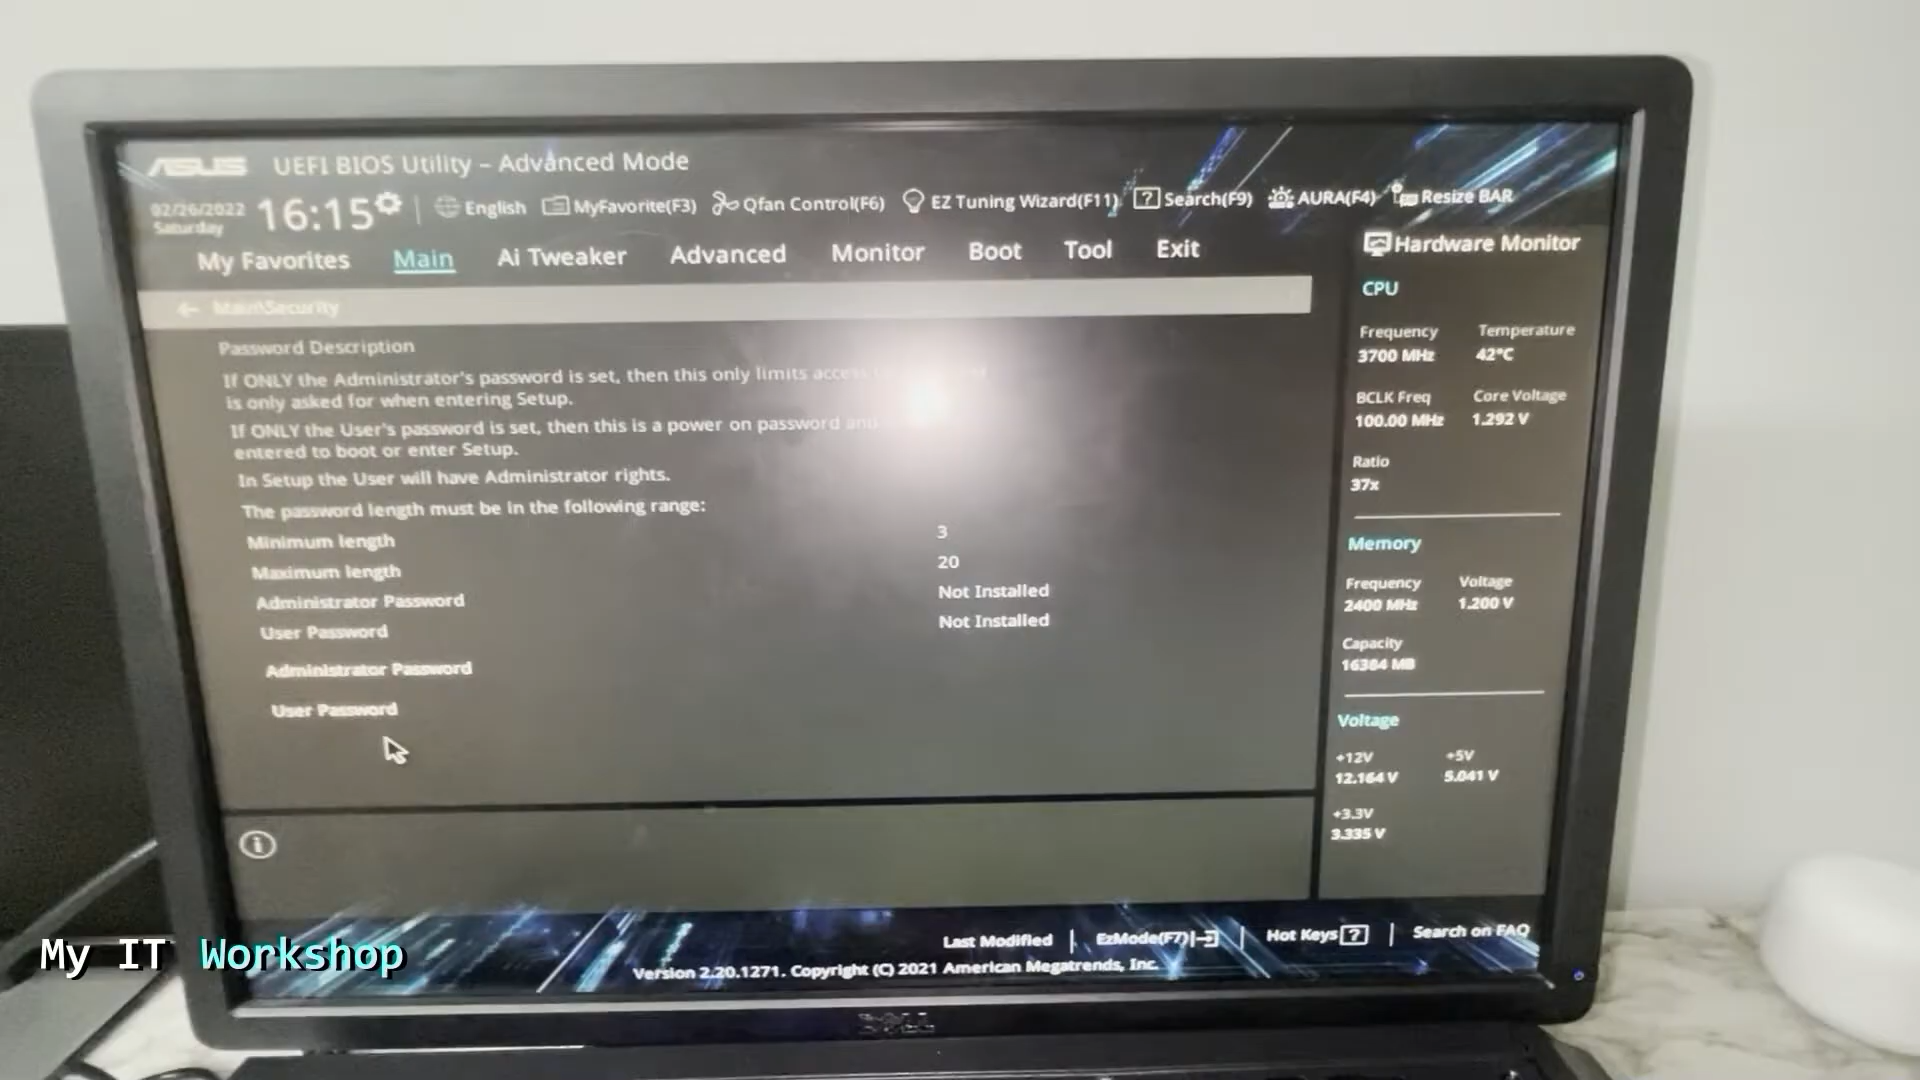 ASUS UEFI BIOS Utility – Advanced Mode
02/26/2022
Saturday
16:15
English
MyFavorite(F3)
Qfan Control(F6)
EZ Tuning Wizard(F11)
Search(F9)
AURA(F4)
Resize BAR
My Favorites
Main
Ai Tweaker
Advanced
Monitor
Boot
Tool
Exit
Main\Security
Password Description
If ONLY the Administrator's password is set, then this only limits access
is only asked for when entering Setup.
If ONLY the User's password is set, then this is a power on password and
entered to boot or enter Setup.
In Setup the User will have Administrator rights.
The password length must be in the following range:
Minimum length 3
Maximum length 20
Administrator Password Not Installed
User Password Not Installed
Administrator Password
User Password
Hardware Monitor
CPU
Frequency Temperature
3700 MHz 42°C
BCLK Freq Core Voltage
100.00 MHz 1.292 V
Ratio
37x
Memory
Frequency Voltage
2400 MHz 1.200 V
Capacity
16384 MB
Voltage
+12V +5V
12.164 V 5.041 V
+3.3V
3.335 V
Last Modified
EzMode(F7)
Hot Keys ?
Search on FAQ
Version 2.20.1271. Copyright (C) 2021 American Megatrends, Inc.
DELL
My IT Workshop